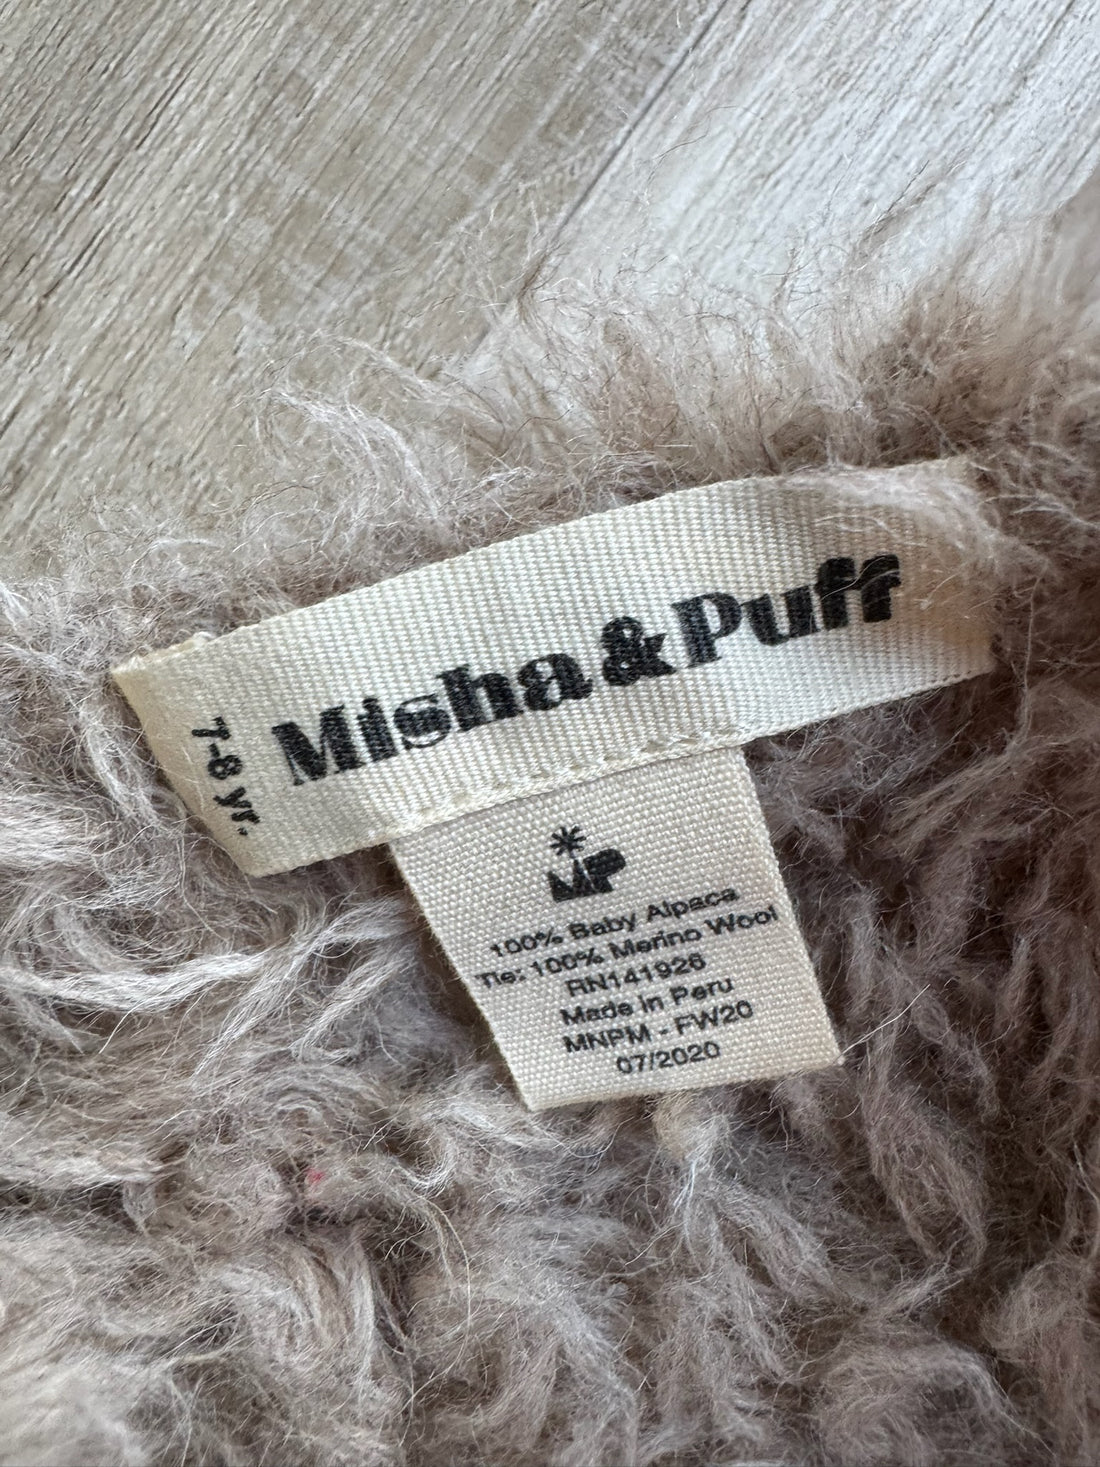 Misha & Puff
7-8 yr.
MP
100% Baby Alpaca
Tie: 100% Merino Wool
RN141926
Made in Peru
MNPM - FW20
07/2020